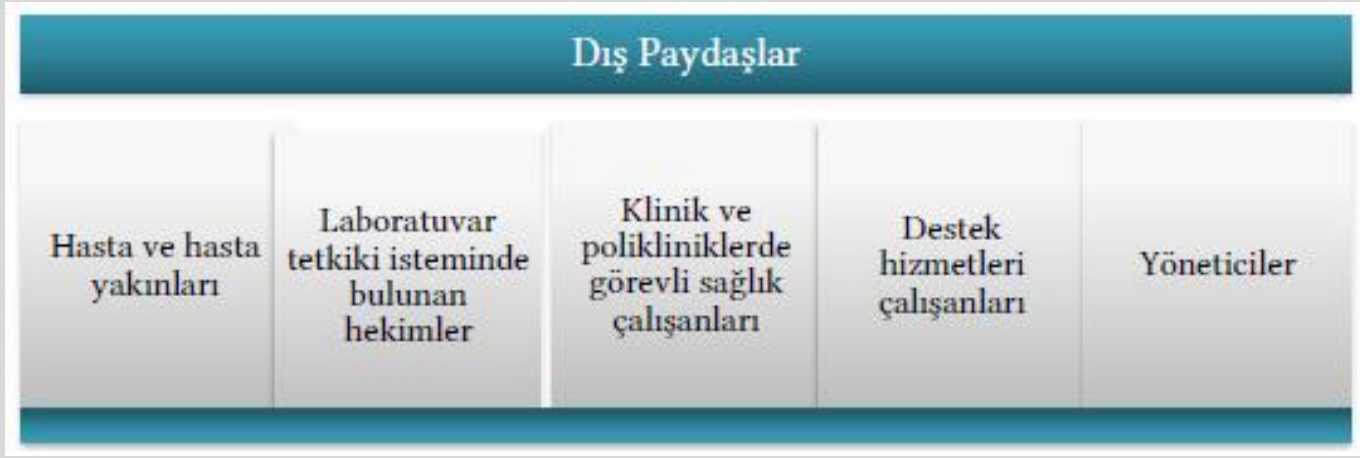 Dış Paydaşlar
Hasta ve hasta
yakınları
Laboratuvar
tetkiki isteminde
bulunan
hekimler
Klinik ve
polikliniklerde
görevli sağlık
çalışanları
Destek
hizmetleri
çalışanları
Yöneticiler